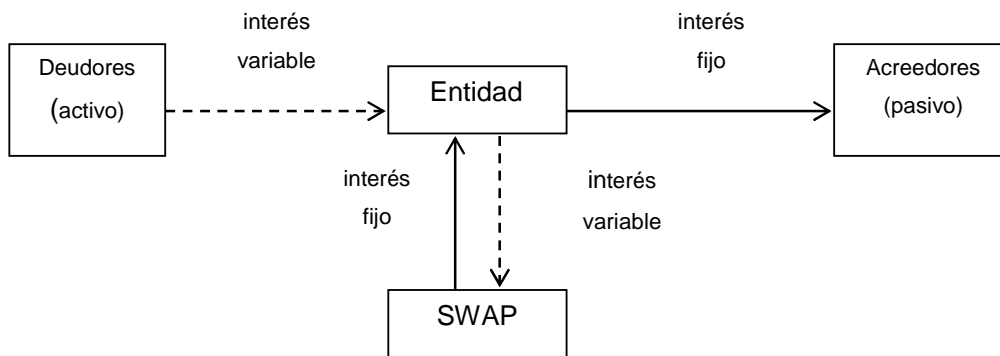 interés
variable
interés
fijo
Deudores
(activo)
Entidad
Acreedores
(pasivo)
interés
fijo
interés
variable
SWAP